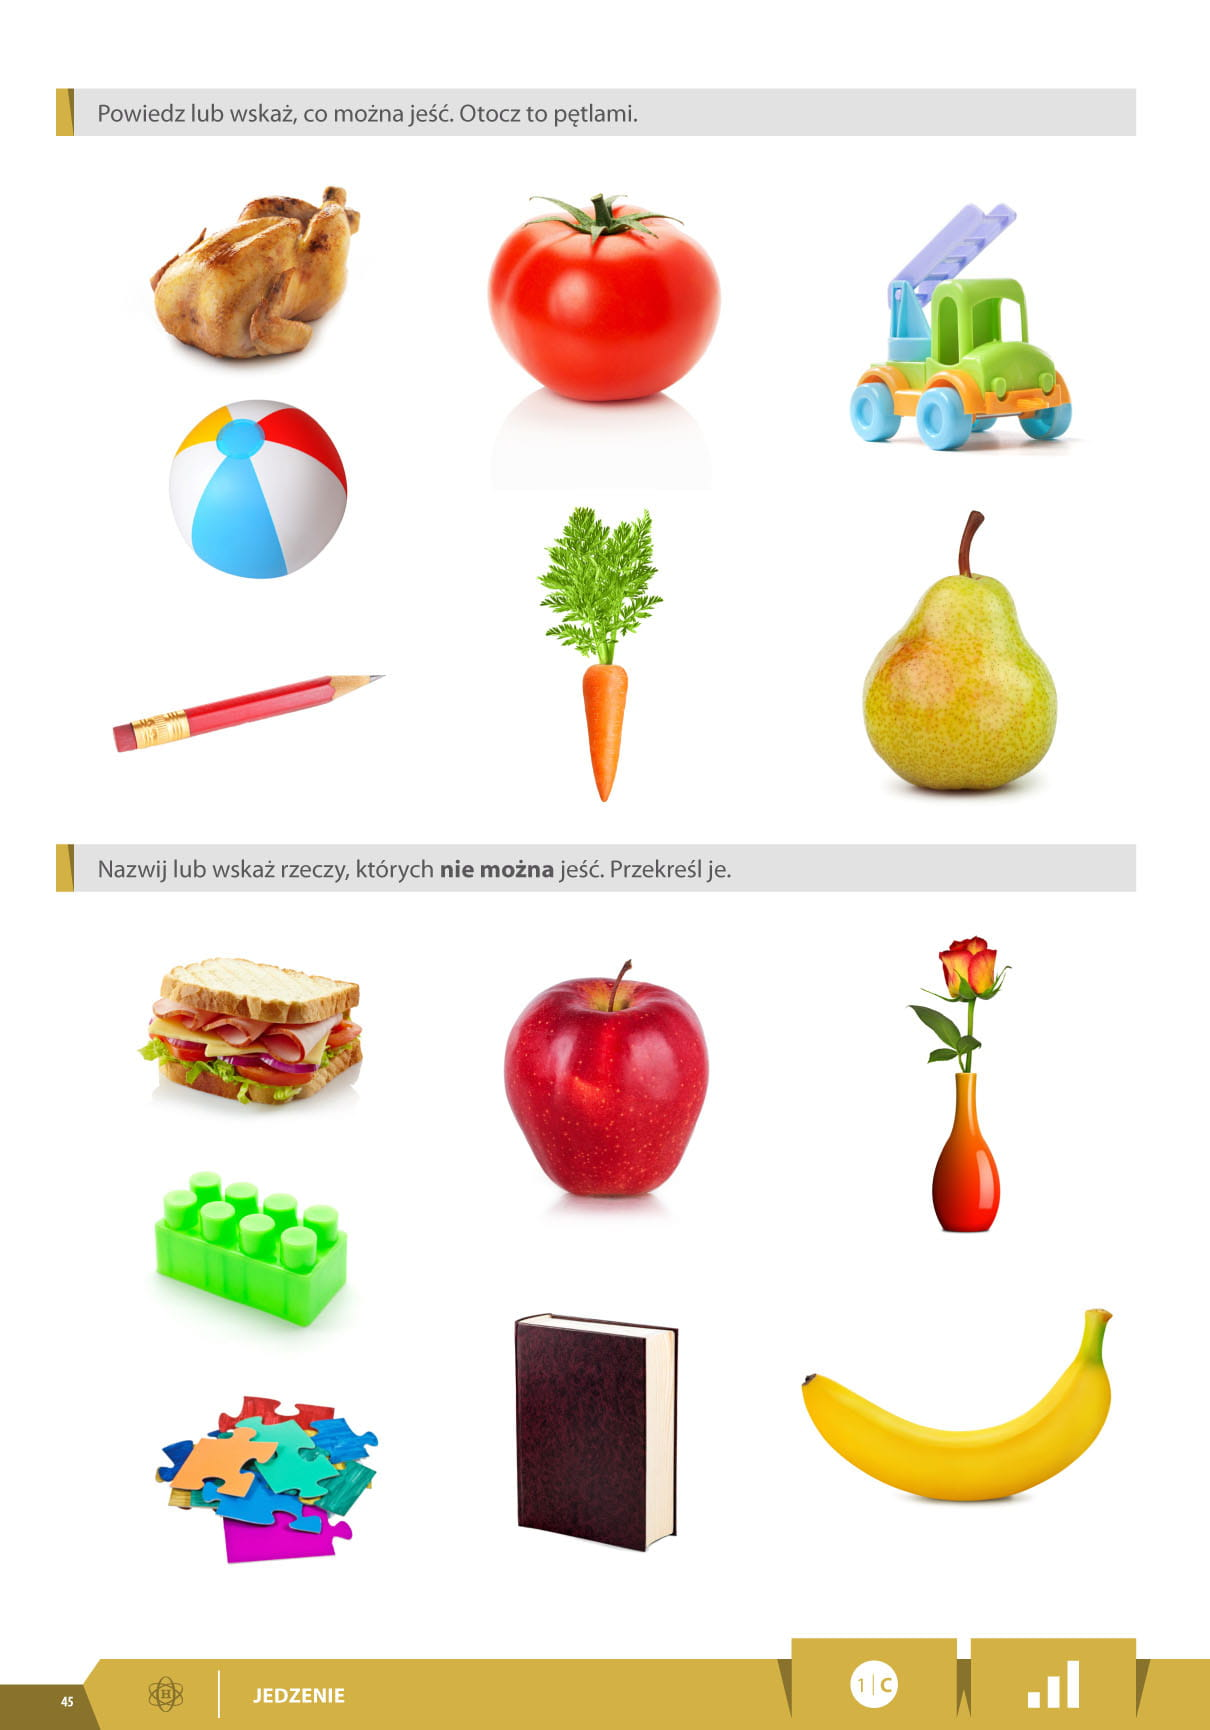 Powiedz lub wskaż, co można jeść. Otocz to pętlami.
Nazwij lub wskaż rzeczy, których nie można jeść. Przekreśl je.
45
H
JEDZENIE
1 | C